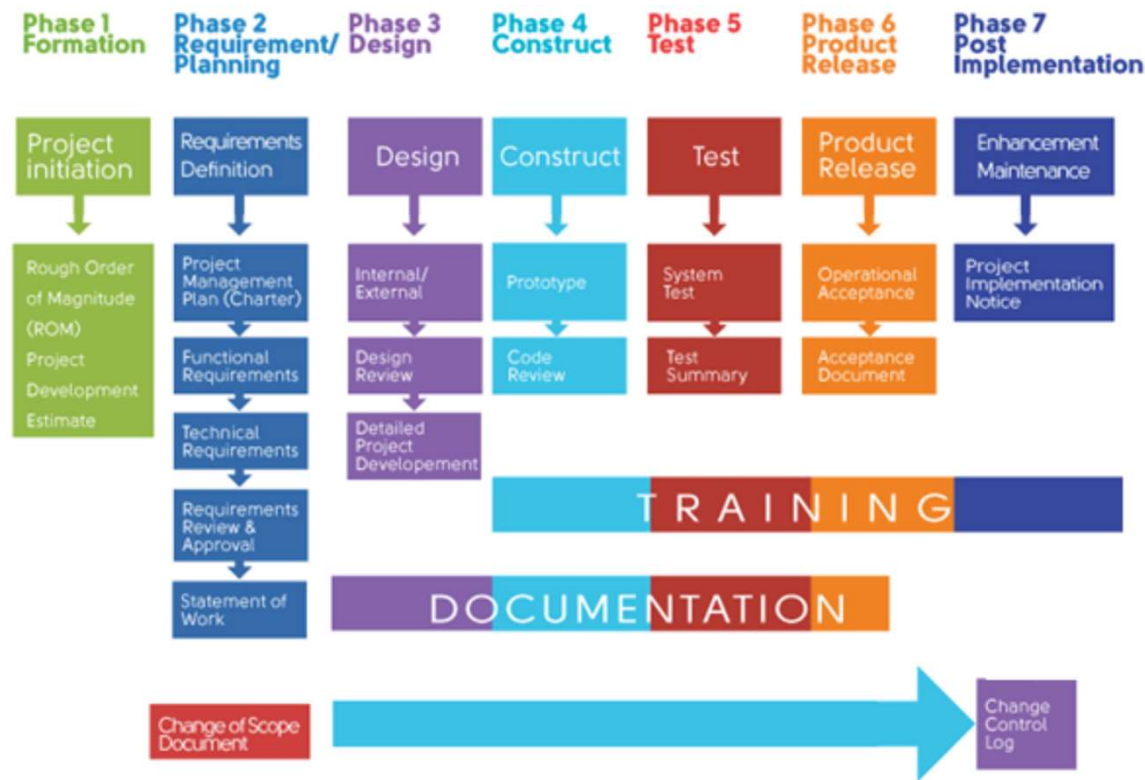 Phase 1
Formation
Phase 2
Requirement/
Planning
Phase 3
Design
Phase 4
Construct
Phase 5
Test
Phase 6
Product
Release
Phase 7
Post
Implementation
Project
initiation
Requirements
Definition
Design
Construct
Test
Product
Release
Enhancement
Maintenance
Rough Order
of Magnitude
(ROM)
Project
Development
Estimate
Project
Management
Plan (Charter)
Functional
Requirements
Technical
Requirements
Requirements
Review &
Approval
Statement of
Work
Internal/
External
Design
Review
Detailed
Project
Developement
Prototype
Code
Review
System
Test
Test
Summary
Operational
Acceptance
Acceptance
Document
Project
Implementation
Notice
TRAINING
DOCUMENTATION
Change of Scope
Document
Change
Control
Log